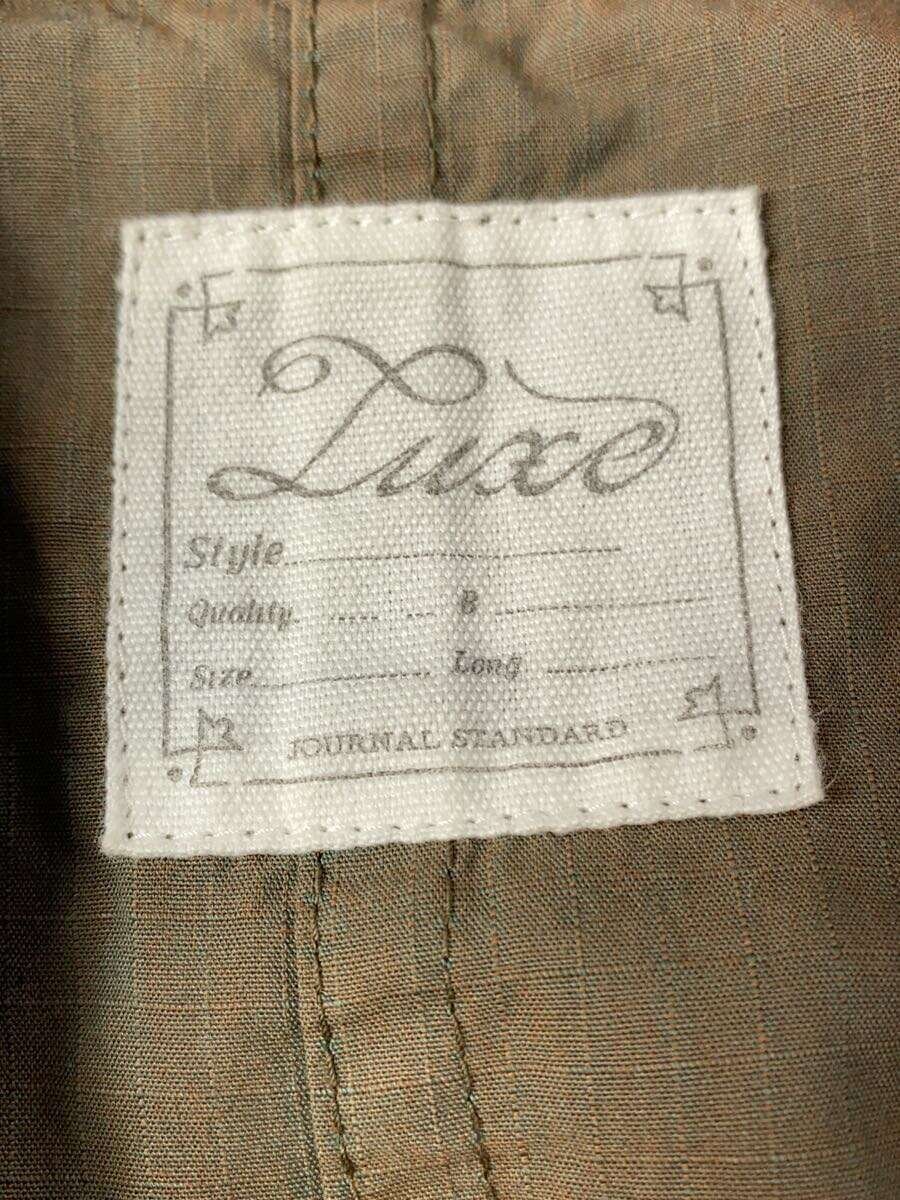 Luxe
Style
Quality B
Size Long
JOURNAL STANDARD